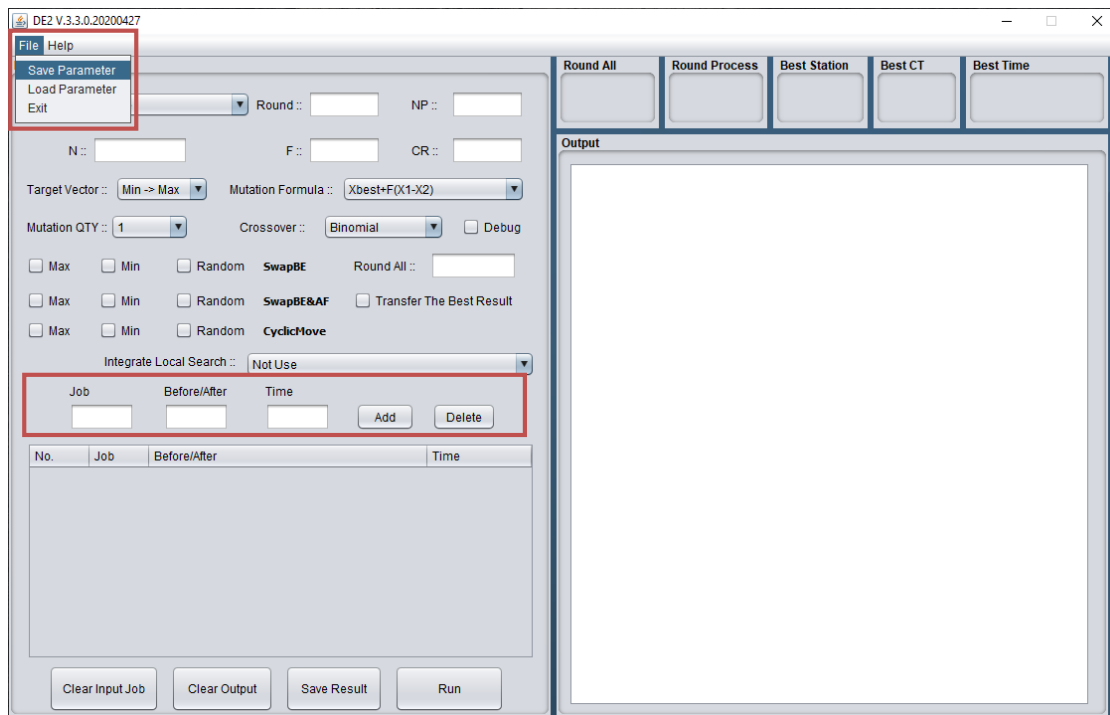 DE2 V.3.3.0.20200427
File Help
Save Parameter
Load Parameter
Exit
Round :: NP ::
N :: F :: CR ::
Target Vector :: Min -> Max Mutation Formula :: Xbest+F(X1-X2)
Mutation QTY :: 1 Crossover :: Binomial Debug
Max Min Random SwapBE Round All ::
Max Min Random SwapBE&AF Transfer The Best Result
Max Min Random CyclicMove
Integrate Local Search :: Not Use
Job Before/After Time
Add Delete
No. Job Before/After Time
Clear Input Job Clear Output Save Result Run
Round All Round Process Best Station Best CT Best Time
Output